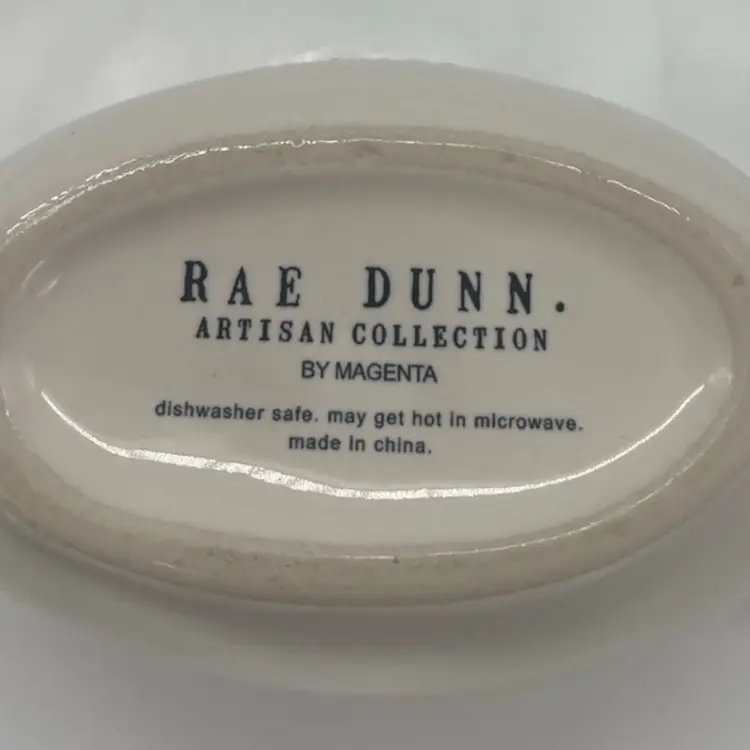 RAE DUNN.
ARTISAN COLLECTION
BY MAGENTA
dishwasher safe. may get hot in microwave.
made in china.